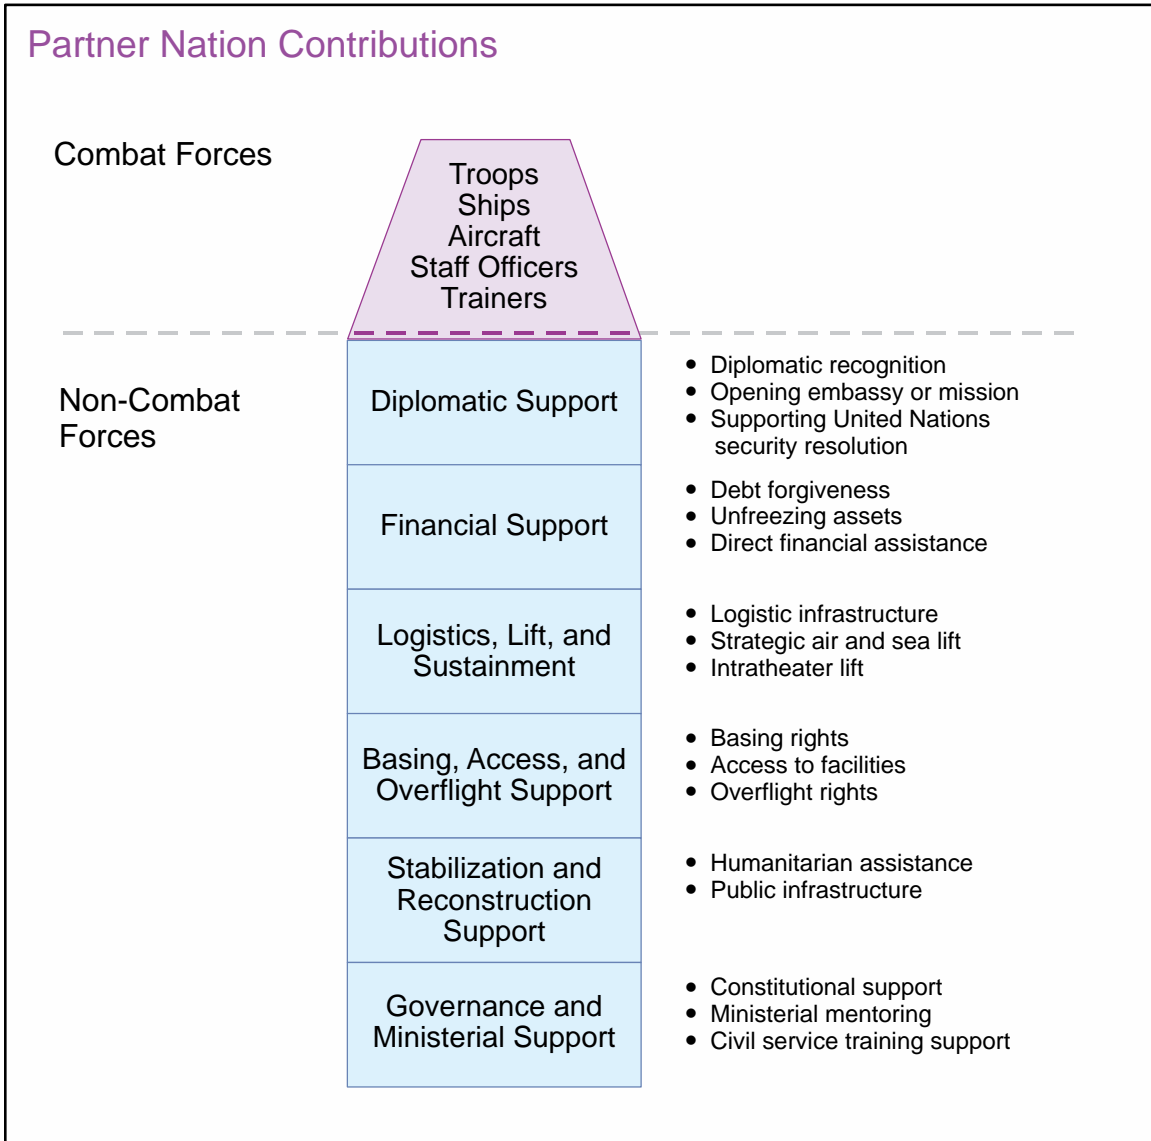 Partner Nation Contributions
Combat Forces
Troops
Ships
Aircraft
Staff Officers
Trainers
Non-Combat
Forces
Diplomatic Support
• Diplomatic recognition
• Opening embassy or mission
• Supporting United Nations
security resolution
Financial Support
• Debt forgiveness
• Unfreezing assets
• Direct financial assistance
Logistics, Lift, and
Sustainment
• Logistic infrastructure
• Strategic air and sea lift
• Intratheater lift
Basing, Access, and
Overflight Support
• Basing rights
• Access to facilities
• Overflight rights
Stabilization and
Reconstruction
Support
• Humanitarian assistance
• Public infrastructure
Governance and
Ministerial Support
• Constitutional support
• Ministerial mentoring
• Civil service training support